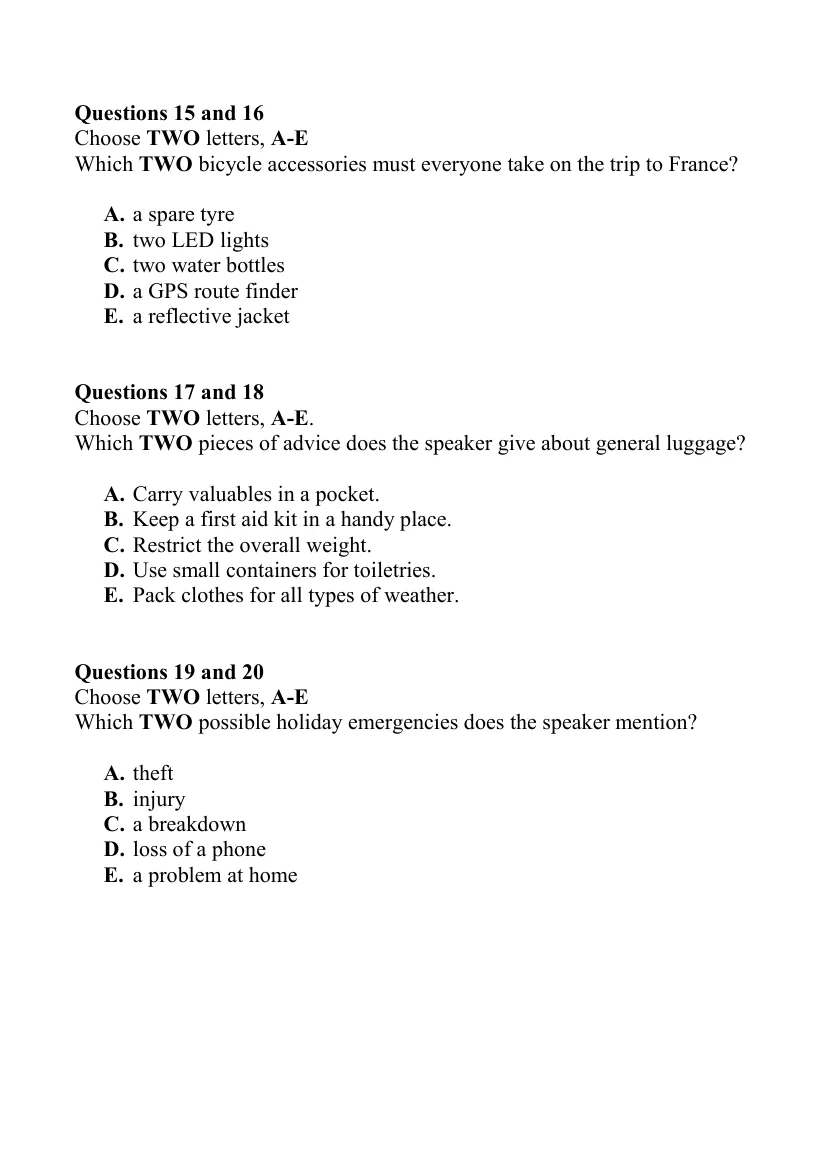 Questions 15 and 16
Choose TWO letters, A-E
Which TWO bicycle accessories must everyone take on the trip to France?
A. a spare tyre
B. two LED lights
C. two water bottles
D. a GPS route finder
E. a reflective jacket
Questions 17 and 18
Choose TWO letters, A-E.
Which TWO pieces of advice does the speaker give about general luggage?
A. Carry valuables in a pocket.
B. Keep a first aid kit in a handy place.
C. Restrict the overall weight.
D. Use small containers for toiletries.
E. Pack clothes for all types of weather.
Questions 19 and 20
Choose TWO letters, A-E
Which TWO possible holiday emergencies does the speaker mention?
A. theft
B. injury
C. a breakdown
D. loss of a phone
E. a problem at home